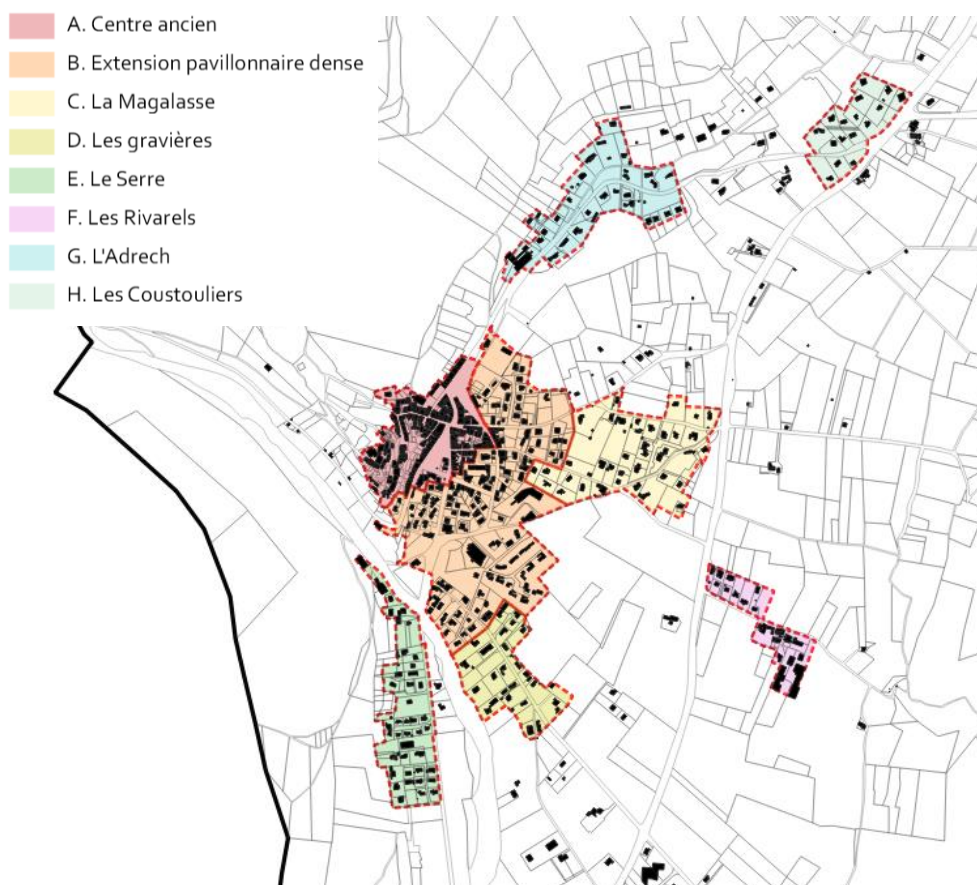 A. Centre ancien
B. Extension pavillonnaire dense
C. La Magalasse
D. Les gravières
E. Le Serre
F. Les Rivarels
G. L'Adrech
H. Les Coustouliers